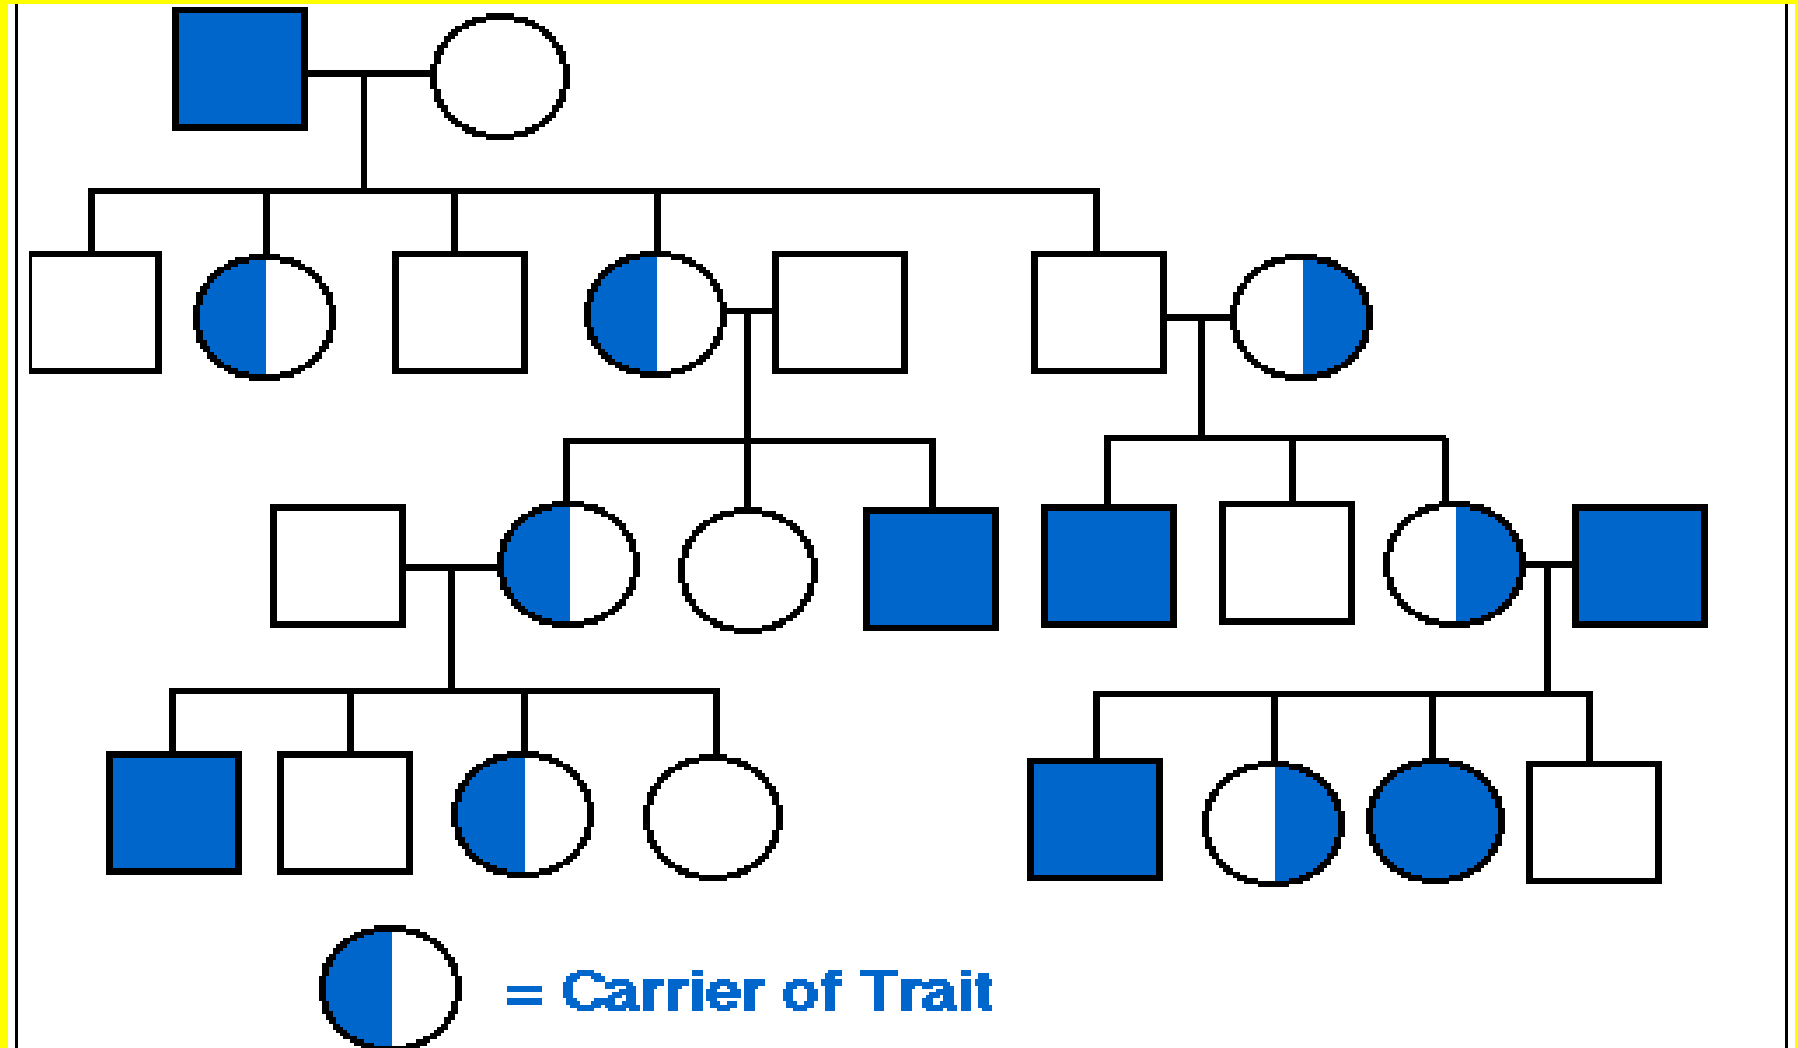 = Carrier of Trait